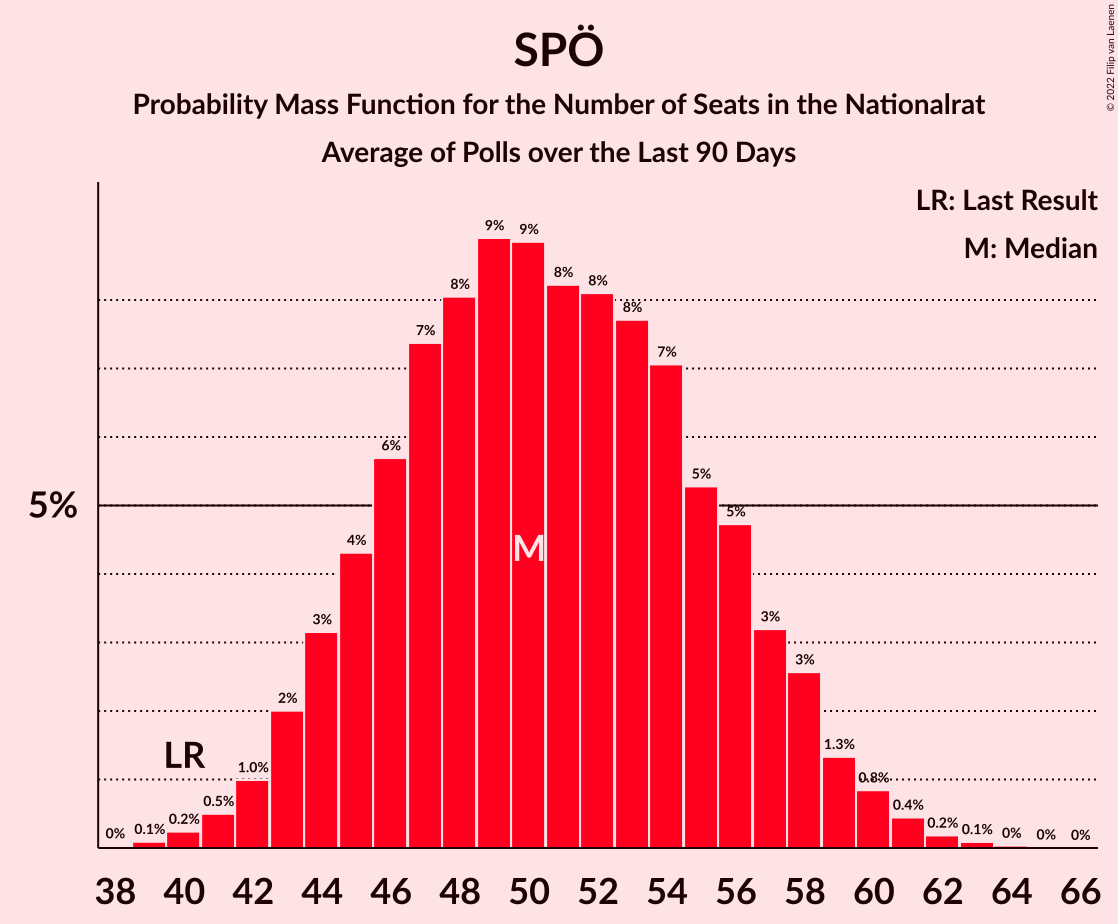 SPÖ
Probability Mass Function for the Number of Seats in the Nationalrat
Average of Polls over the Last 90 Days
© 2022 Filip van Laenen
LR: Last Result
M: Median
5%
0% 0.1% 0.2% 0.5% 1.0% 2% 3% 4% 6% 7% 8% 9% 9% 8% 8% 8% 7% 5% 5% 3% 3% 1.3% 0.8% 0.4% 0.2% 0.1% 0% 0% 0%
LR
M
38 40 42 44 46 48 50 52 54 56 58 60 62 64 66